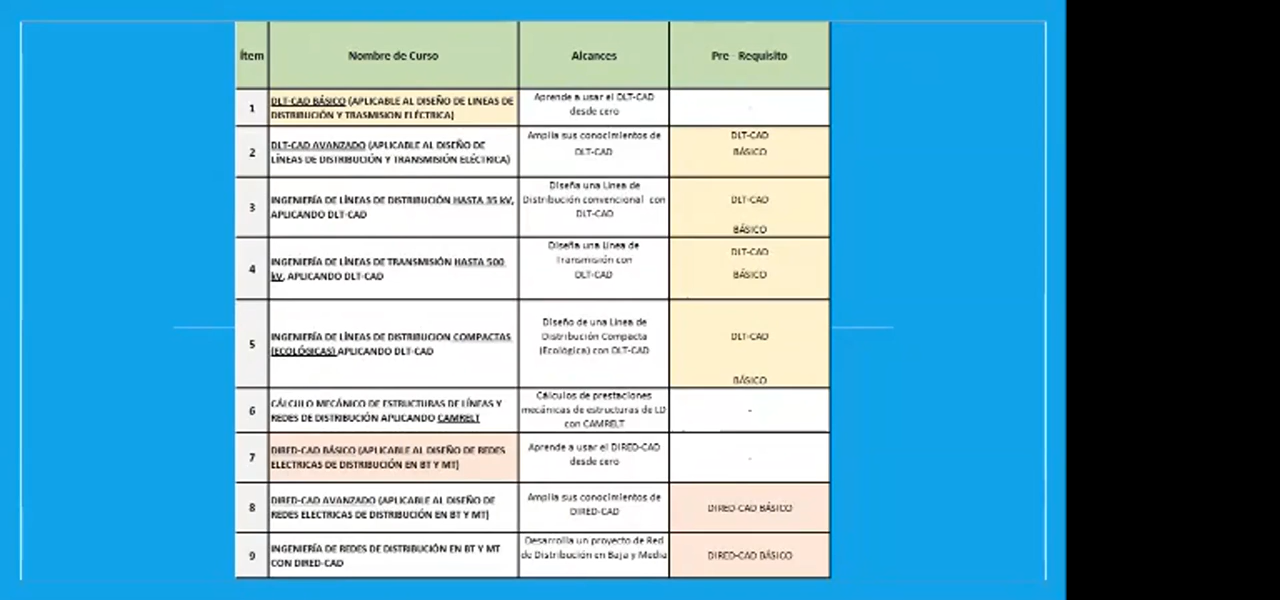 Ítem Nombre de Curso Alcances Pre - Requisito
1
DLT-CAD BÁSICO (APLICABLE AL DISEÑO DE LINEAS DE
DISTRIBUCIÓN Y TRASMISION ELÉCTRICA)
Aprende a usar el DLT-CAD
desde cero
-
2
DLT-CAD AVANZADO (APLICABLE AL DISEÑO DE
LÍNEAS DE DISTRIBUCIÓN Y TRANSMISIÓN ELÉCTRICA)
Amplia sus conocimientos de
DLT-CAD
DLT-CAD
BÁSICO
3
INGENIERÍA DE LÍNEAS DE DISTRIBUCIÓN HASTA 35 kV,
APLICANDO DLT-CAD
Diseña una Linea de
Distribución convencional con
DLT-CAD
DLT-CAD
BÁSICO
4
INGENIERÍA DE LÍNEAS DE TRANSMISIÓN HASTA 500
kV, APLICANDO DLT-CAD
Diseña una Linea de
Transmisión con
DLT-CAD
DLT-CAD
BÁSICO
5
INGENIERÍA DE LÍNEAS DE DISTRIBUCION COMPACTAS
(ECOLÓGICAS) APLICANDO DLT-CAD
Diseño de una Linea de
Distribución Compacta
(Ecológica) con DLT-CAD
DLT-CAD
BÁSICO
6
CÁLCULO MECÁNICO DE ESTRUCTURAS DE LÍNEAS Y
REDES DE DISTRIBUCIÓN APLICANDO CAMRELT
Cálculos de prestaciones
mecánicas de estructuras de LD
con CAMRELT
-
7
DIRED-CAD BÁSICO (APLICABLE AL DISEÑO DE REDES
ELECTRICAS DE DISTRIBUCIÓN EN BT Y MT)
Aprende a usar el DIRED-CAD
desde cero
-
8
DIRED-CAD AVANZADO (APLICABLE AL DISEÑO DE
REDES ELECTRICAS DE DISTRIBUCIÓN EN BT Y MT)
Amplia sus conocimientos de
DIRED-CAD
DIRED-CAD BÁSICO
9
INGENIERÍA DE REDES DE DISTRIBUCIÓN EN BT Y MT
CON DIRED-CAD
Desarrolla un proyecto de Red
de Distribución en Baja y Media
DIRED-CAD BÁSICO